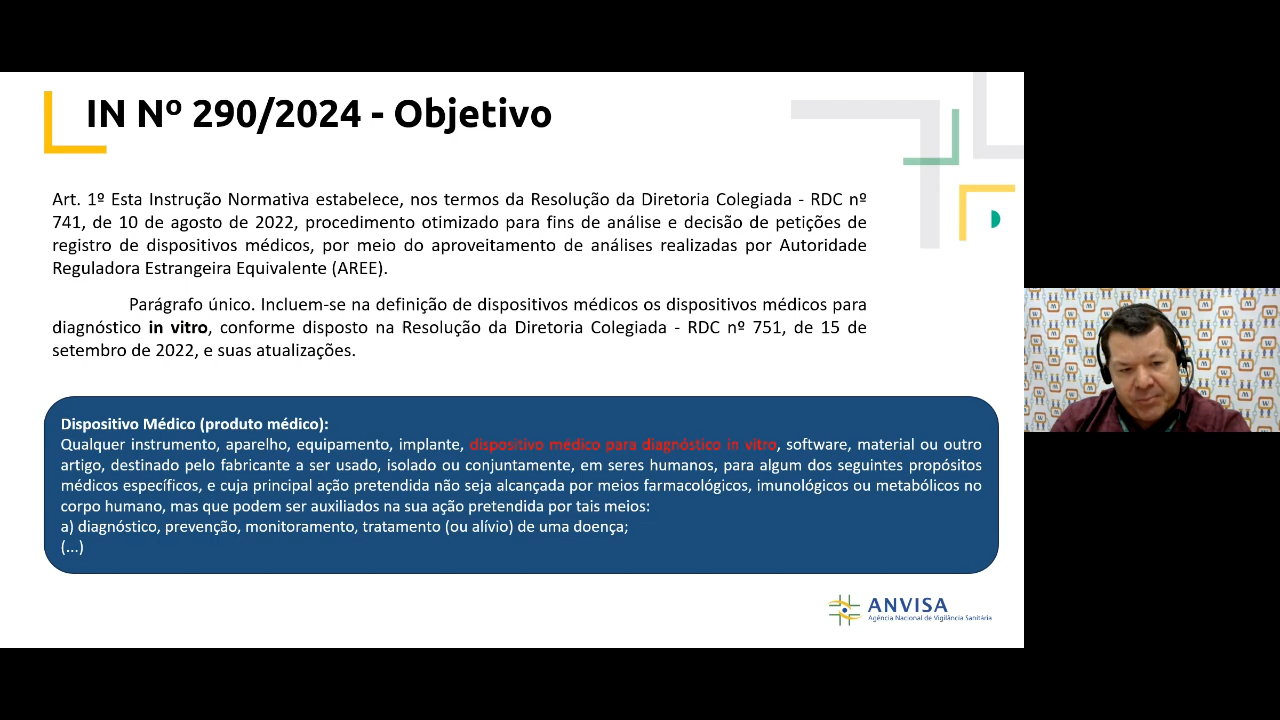 IN Nº 290/2024 - Objetivo
Art. 1º Esta Instrução Normativa estabelece, nos termos da Resolução da Diretoria Colegiada - RDC nº
741, de 10 de agosto de 2022, procedimento otimizado para fins de análise e decisão de petições de
registro de dispositivos médicos, por meio do aproveitamento de análises realizadas por Autoridade
Reguladora Estrangeira Equivalente (AREE).
Parágrafo único. Incluem-se na definição de dispositivos médicos os dispositivos médicos para
diagnóstico in vitro, conforme disposto na Resolução da Diretoria Colegiada - RDC nº 751, de 15 de
setembro de 2022, e suas atualizações.
Dispositivo Médico (produto médico):
Qualquer instrumento, aparelho, equipamento, implante, dispositivo médico para diagnóstico in vitro, software, material ou outro
artigo, destinado pelo fabricante a ser usado, isolado ou conjuntamente, em seres humanos, para algum dos seguintes propósitos
médicos específicos, e cuja principal ação pretendida não seja alcançada por meios farmacológicos, imunológicos ou metabólicos no
corpo humano, mas que podem ser auxiliados na sua ação pretendida por tais meios:
a) diagnóstico, prevenção, monitoramento, tratamento (ou alívio) de uma doença;
(...)
ANVISA
Agência Nacional de Vigilância Sanitária